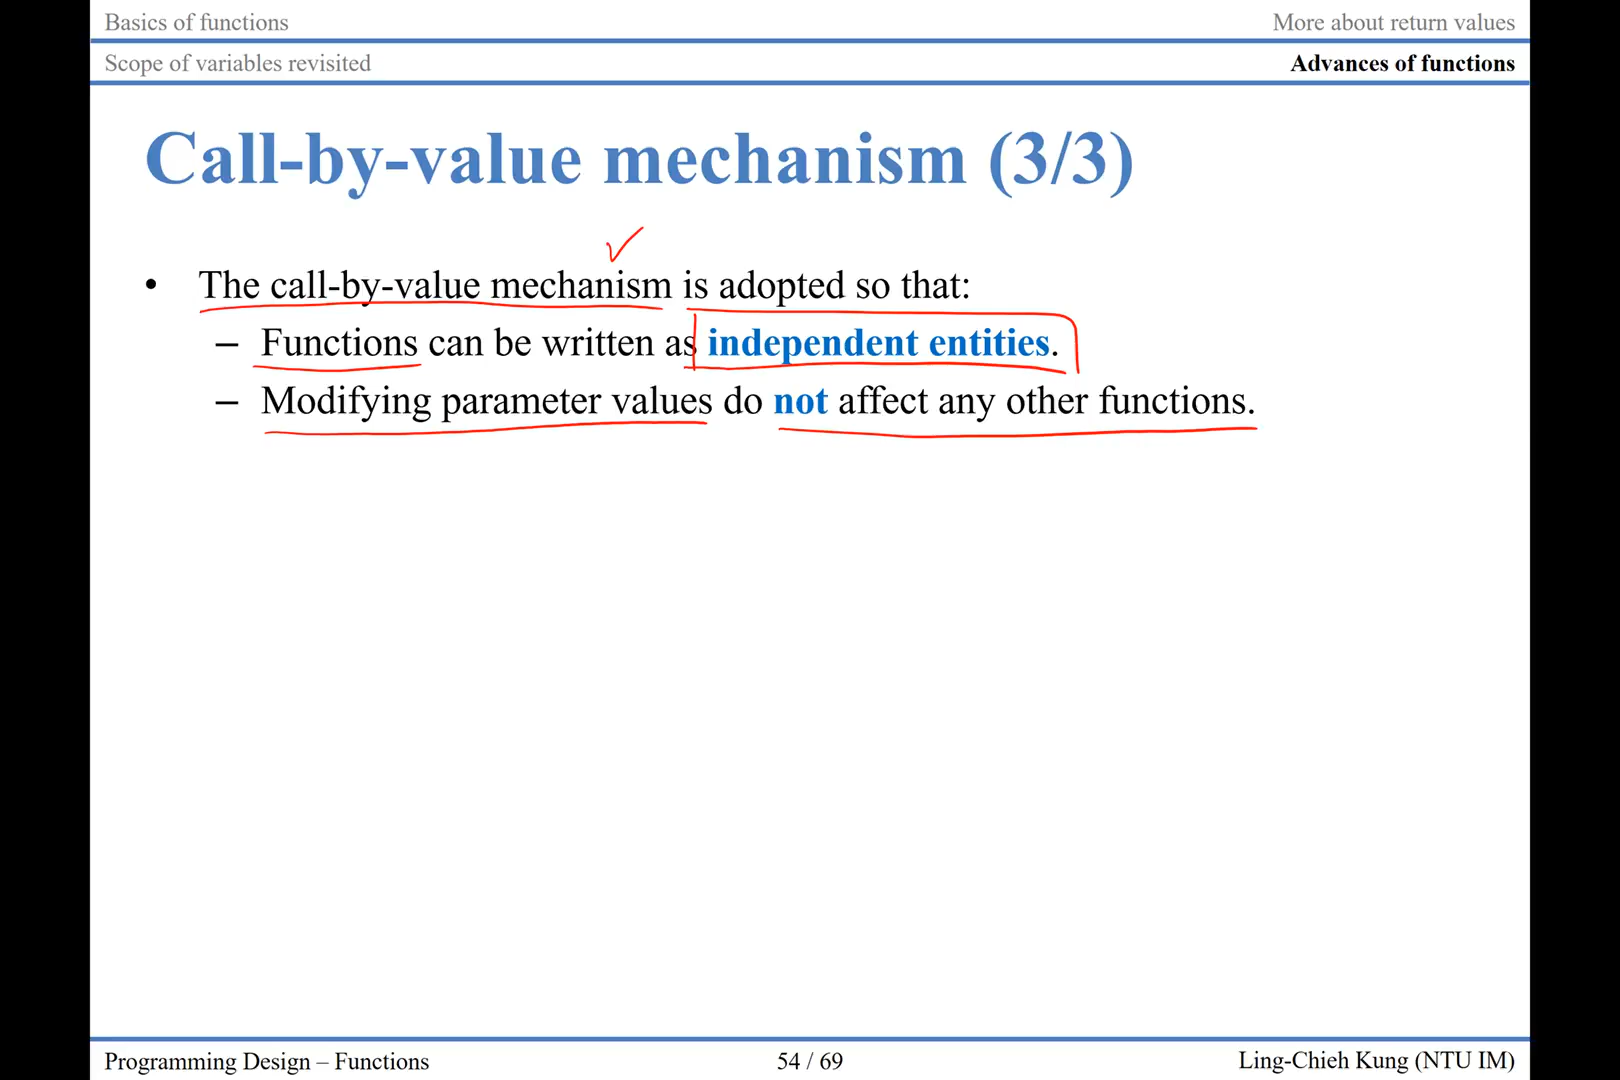 Basics of functions
More about return values
Scope of variables revisited
Advances of functions
Call-by-value mechanism (3/3)
• The call-by-value mechanism is adopted so that:
– Functions can be written as independent entities.
– Modifying parameter values do not affect any other functions.
Programming Design – Functions
54 / 69
Ling-Chieh Kung (NTU IM)